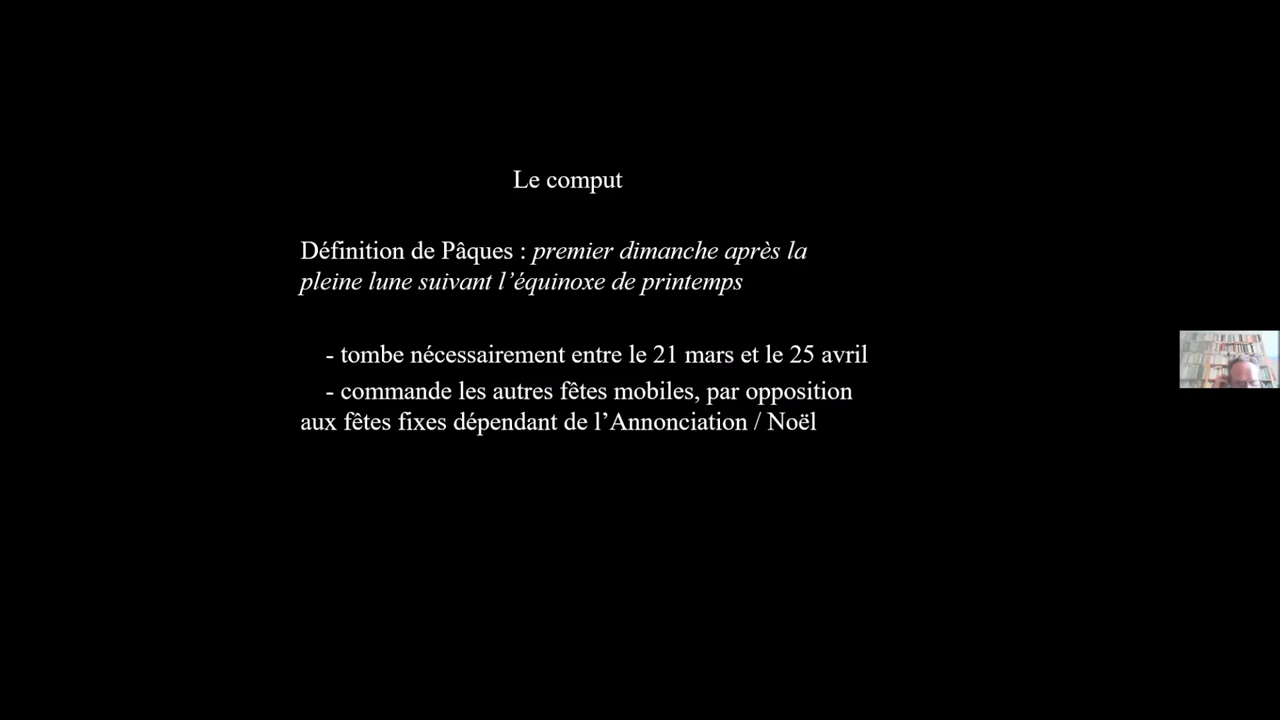 Le comput
Définition de Pâques : premier dimanche après la
pleine lune suivant l’équinoxe de printemps
- tombe nécessairement entre le 21 mars et le 25 avril
- commande les autres fêtes mobiles, par opposition
aux fêtes fixes dépendant de l’Annonciation / Noël